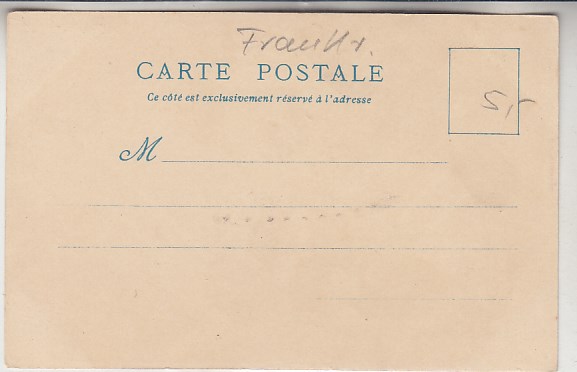 Frankr.
CARTE POSTALE
Ce côté est exclusivement réservé à l'adresse
5,-
M